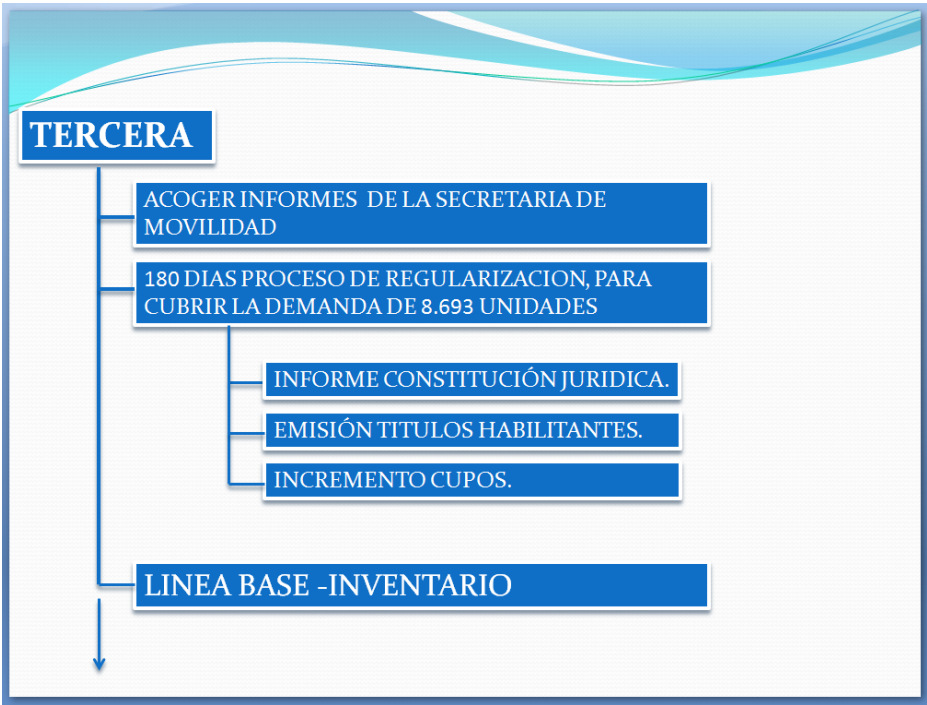 TERCERA
ACOGER INFORMES DE LA SECRETARIA DE
MOVILIDAD
180 DIAS PROCESO DE REGULARIZACION, PARA
CUBRIR LA DEMANDA DE 8.693 UNIDADES
INFORME CONSTITUCIÓN JURIDICA.
EMISIÓN TITULOS HABILITANTES.
INCREMENTO CUPOS.
LINEA BASE -INVENTARIO